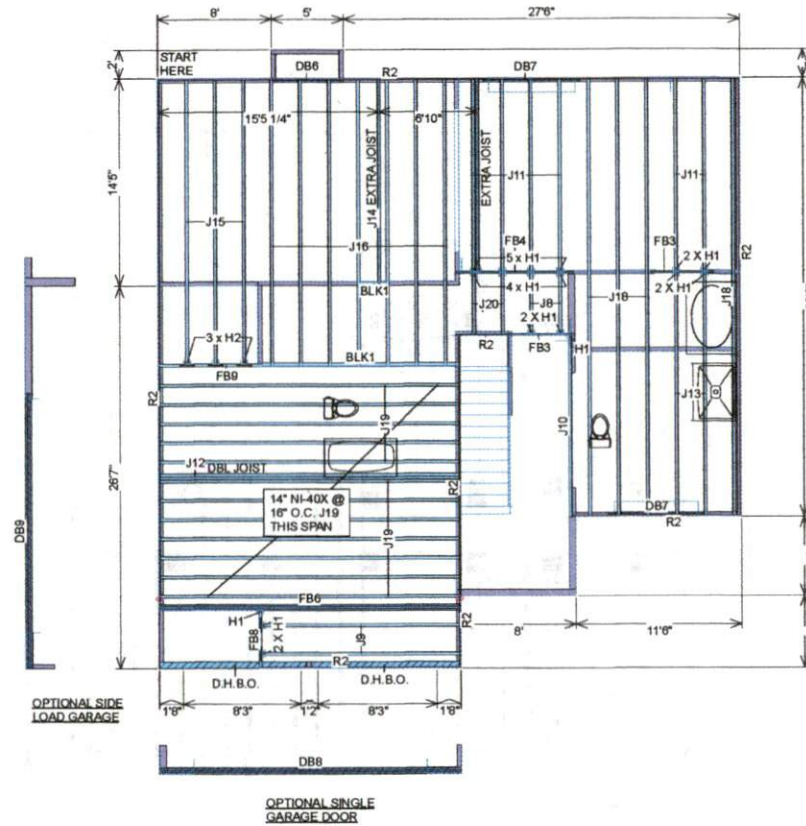 8'
5'
27'6"
2'
START
HERE
DB6
R2
DB7
15'5 1/4"
6'10"
14'5"
J14 EXTRA JOIST
EXTRA JOIST
J11
J11
J15
J16
R2
FB4
5 x H1
FB3
2 X H1
4 x H1
2 X H1
BLK1
J20
J8
J18
J18
2 X H1
3 x H2
BLK1
R2
FB3
H1
FB9
R2
J19
J13
J10
J12
DBL JOIST
R2
26'7"
14" NI-40X @
16" O.C. J19
THIS SPAN
J19
DB7
R2
DB9
FB6
H1
FB8
2 X H1
J9
R2
8'
11'6"
R2
D.H.B.O.
D.H.B.O.
OPTIONAL SIDE
LOAD GARAGE
1'8"
8'3"
1'2"
8'3"
1'8"
DB8
OPTIONAL SINGLE
GARAGE DOOR